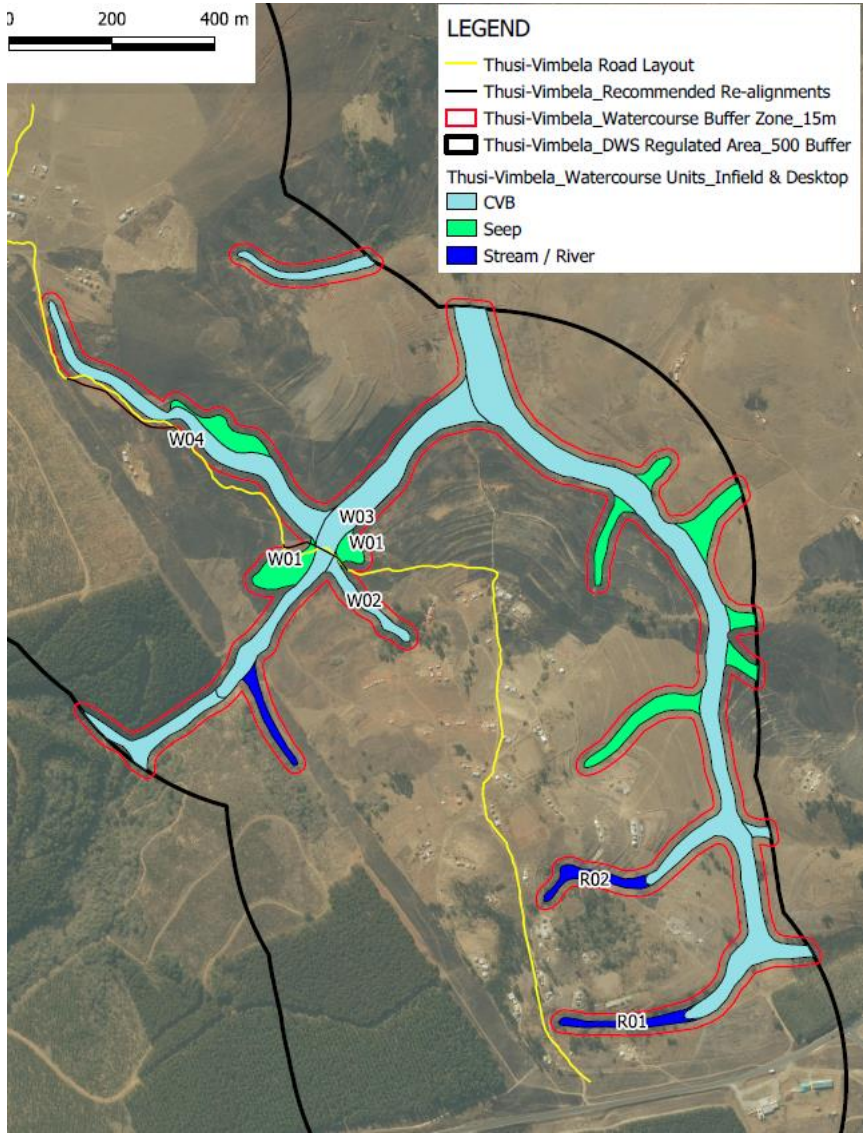 0 200 400 m
LEGEND
Thusi-Vimbela Road Layout
Thusi-Vimbela_Recommended Re-alignments
Thusi-Vimbela_Watercourse Buffer Zone_15m
Thusi-Vimbela_DWS Regulated Area_500 Buffer
Thusi-Vimbela_Watercourse Units_Infield & Desktop
CVB
Seep
Stream / River
W04
W03
W01
W01
W02
R02
R01